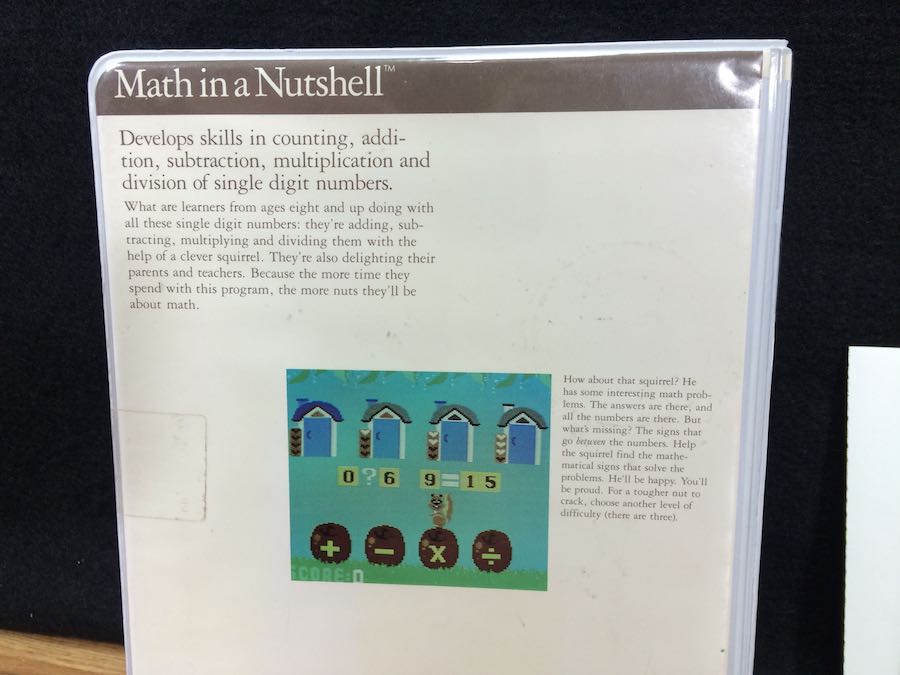 Math in a Nutshell™
Develops skills in counting, addi-
tion, subtraction, multiplication and
division of single digit numbers.
What are learners from ages eight and up doing with
all these single digit numbers: they're adding, sub-
tracting, multiplying and dividing them with the
help of a clever squirrel. They're also delighting their
parents and teachers. Because the more time they
spend with this program, the more nuts they'll be
about math.
How about that squirrel? He
has some interesting math prob-
lems. The answers are there, and
all the numbers are there. But
what's missing? The signs that
go between the numbers. Help
the squirrel find the mathe-
matical signs that solve the
problems. He'll be happy. You'll
be proud. For a tougher nut to
crack, choose another level of
difficulty (there are three).
0 ? 6 9 = 15
+ − x ÷
SCORE:0